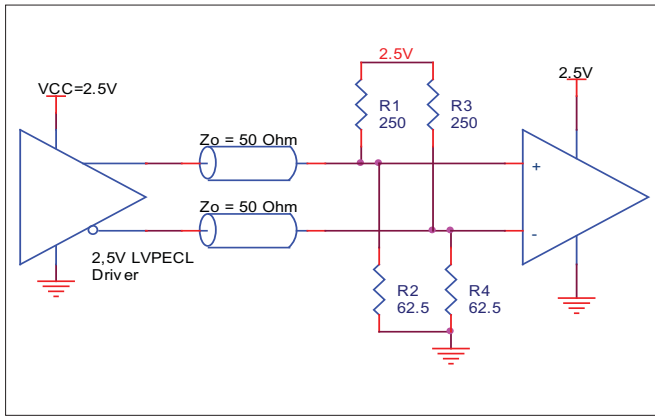 2.5V
VCC=2.5V
2.5V
R1
250
R3
250
Zo = 50 Ohm
+
Zo = 50 Ohm
-
2,5V LVPECL
Driver
R2
62.5
R4
62.5